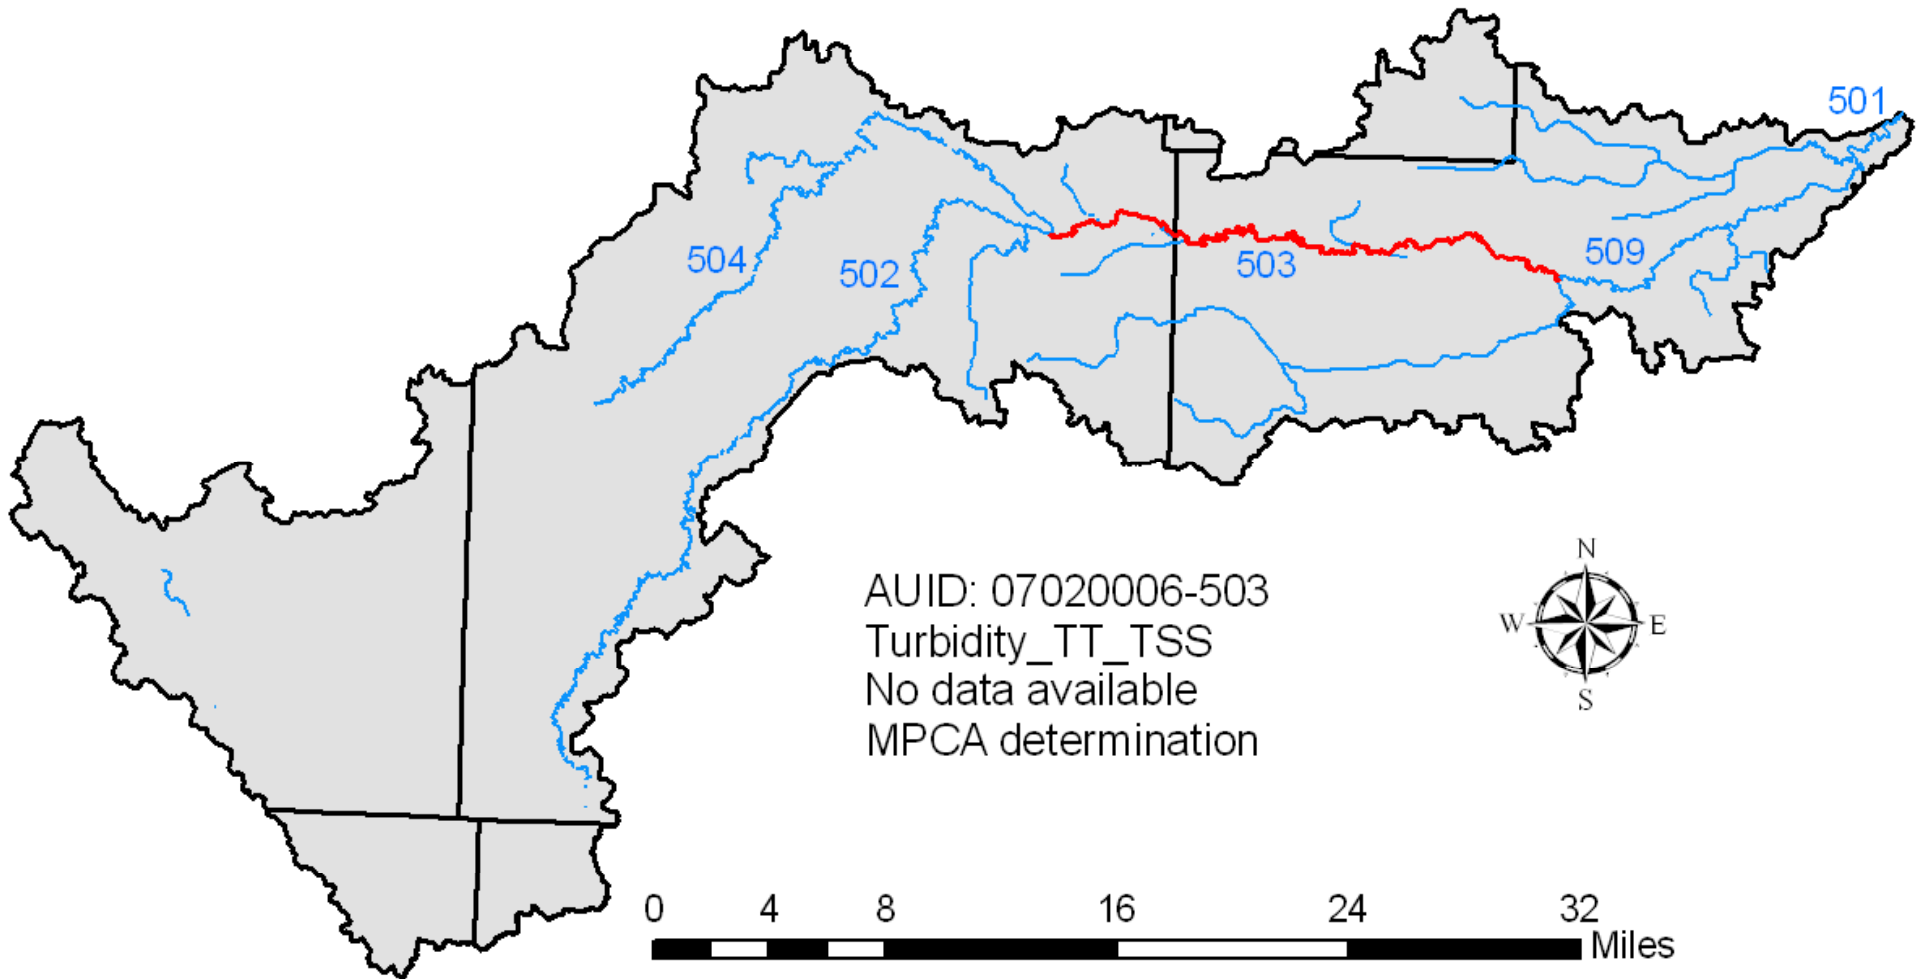 501
504
502
503
509
AUID: 07020006-503
Turbidity_TT_TSS
No data available
MPCA determination
N
W E
S
0 4 8 16 24 32
Miles